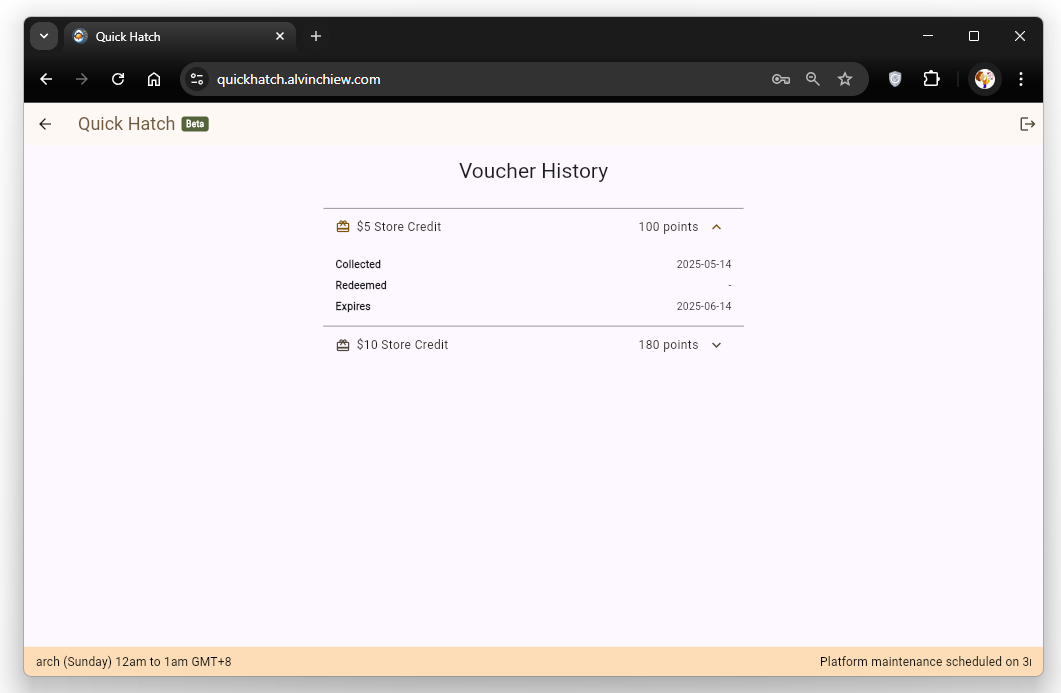 Quick Hatch
quickhatch.alvinchiew.com
Quick Hatch Beta
Voucher History
$5 Store Credit 100 points
Collected 2025-05-14
Redeemed -
Expires 2025-06-14
$10 Store Credit 180 points
arch (Sunday) 12am to 1am GMT+8 Platform maintenance scheduled on